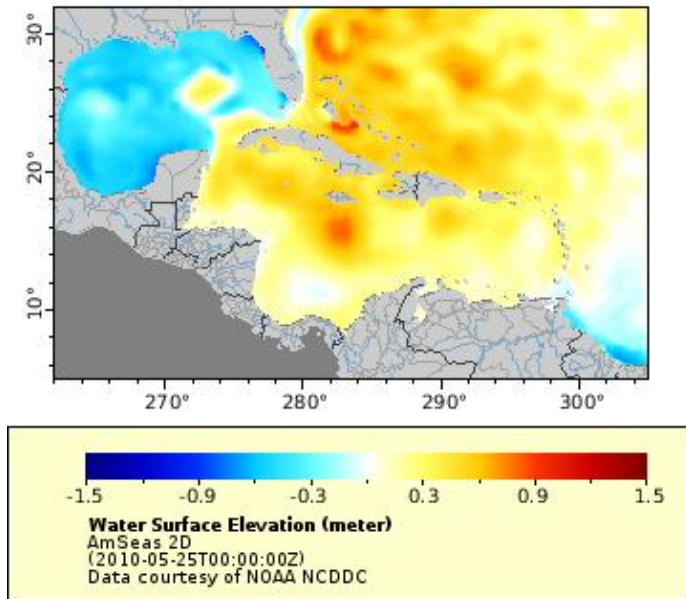 30°
20°
10°
270° 280° 290° 300°
-1.5 -0.9 -0.3 0.3 0.9 1.5
Water Surface Elevation (meter)
AmSeas 2D
(2010-05-25T00:00:00Z)
Data courtesy of NOAA NCDDC